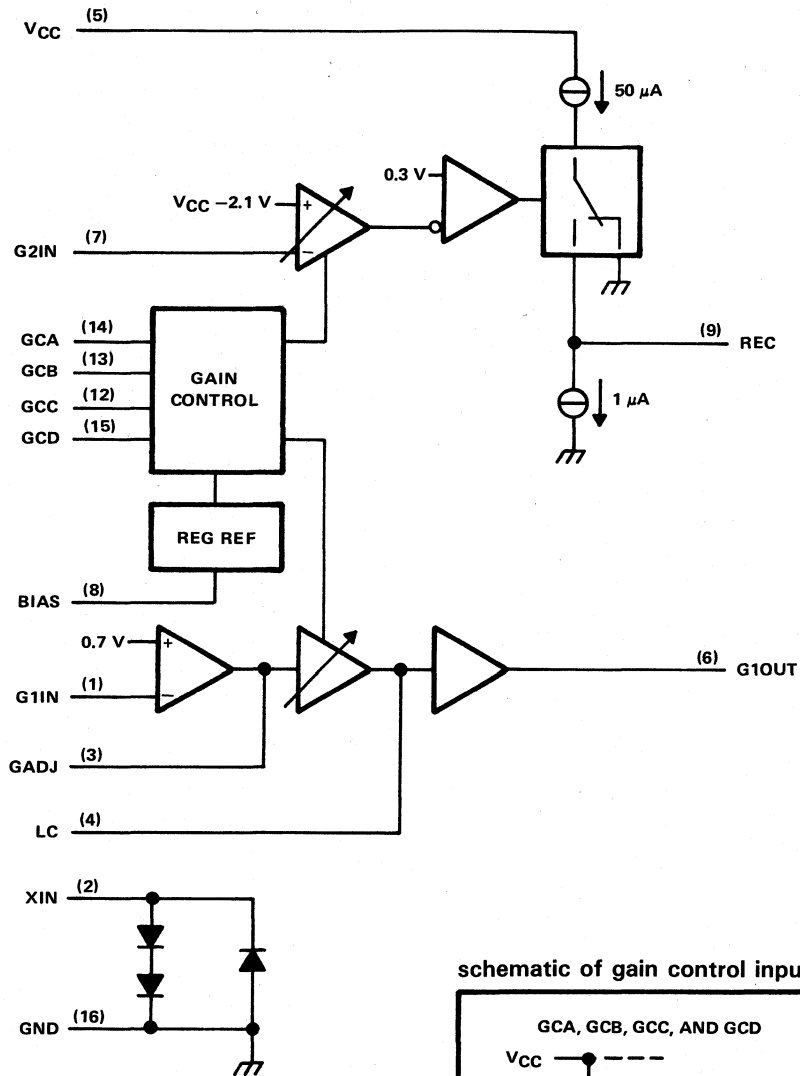 VCC (5)
50 µA
0.3 V
VCC −2.1 V
+
G2IN (7)
−
GCA (14)
GCB (13)
GCC (12)
GCD (15)
GAIN
CONTROL
(9) REC
1 µA
REG REF
BIAS (8)
0.7 V
+
G1IN (1)
−
(6) G1OUT
GADJ (3)
LC (4)
XIN (2)
GND (16)
schematic of gain control inpu
GCA, GCB, GCC, AND GCD
VCC